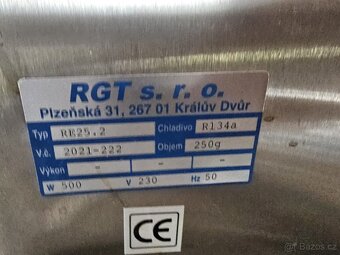 RGT s. r. o.
Plzeňská 31, 267 01 Králův Dvůr
Typ RE25.2 Chladivo R134a
V.č. 2021-222 Objem 250g
Výkon - - -
W 500 V 230 Hz 50
CE
Bazos.cz